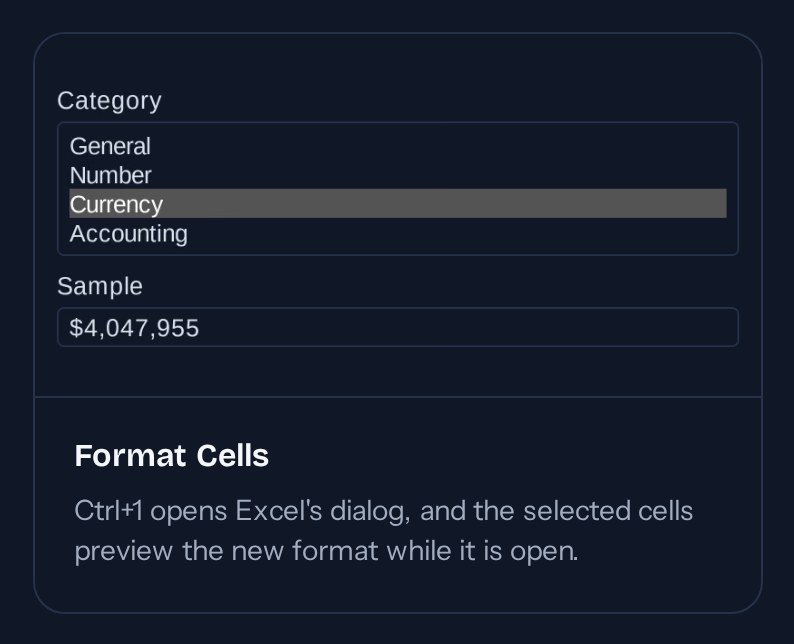 Category
General
Number
Currency
Accounting
Sample
$4,047,955
Format Cells
Ctrl+1 opens Excel's dialog, and the selected cells
preview the new format while it is open.